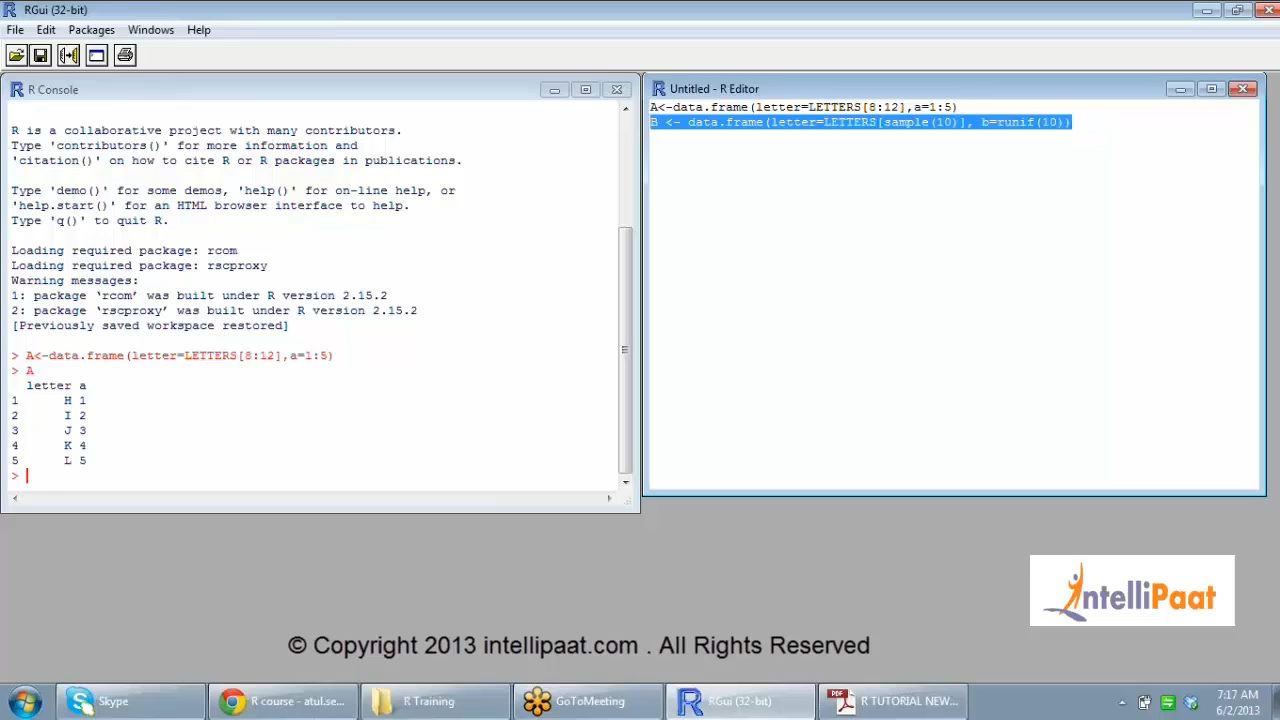 RGui (32-bit)
File Edit Packages Windows Help
R Console
R is a collaborative project with many contributors.
Type 'contributors()' for more information and
'citation()' on how to cite R or R packages in publications.
Type 'demo()' for some demos, 'help()' for on-line help, or
'help.start()' for an HTML browser interface to help.
Type 'q()' to quit R.
Loading required package: rcom
Loading required package: rscproxy
Warning messages:
1: package ‘rcom’ was built under R version 2.15.2
2: package ‘rscproxy’ was built under R version 2.15.2
[Previously saved workspace restored]
> A<-data.frame(letter=LETTERS[8:12],a=1:5)
> A
letter a
1 H 1
2 I 2
3 J 3
4 K 4
5 L 5
>
Untitled - R Editor
A<-data.frame(letter=LETTERS[8:12],a=1:5)
B <- data.frame(letter=LETTERS[sample(10)], b=runif(10))
intelliPaat
© Copyright 2013 intellipaat.com . All Rights Reserved
Skype
R course - atul.se...
R Training
GoToMeeting
RGui (32-bit)
R TUTORIAL NEW...
7:17 AM
6/2/2013